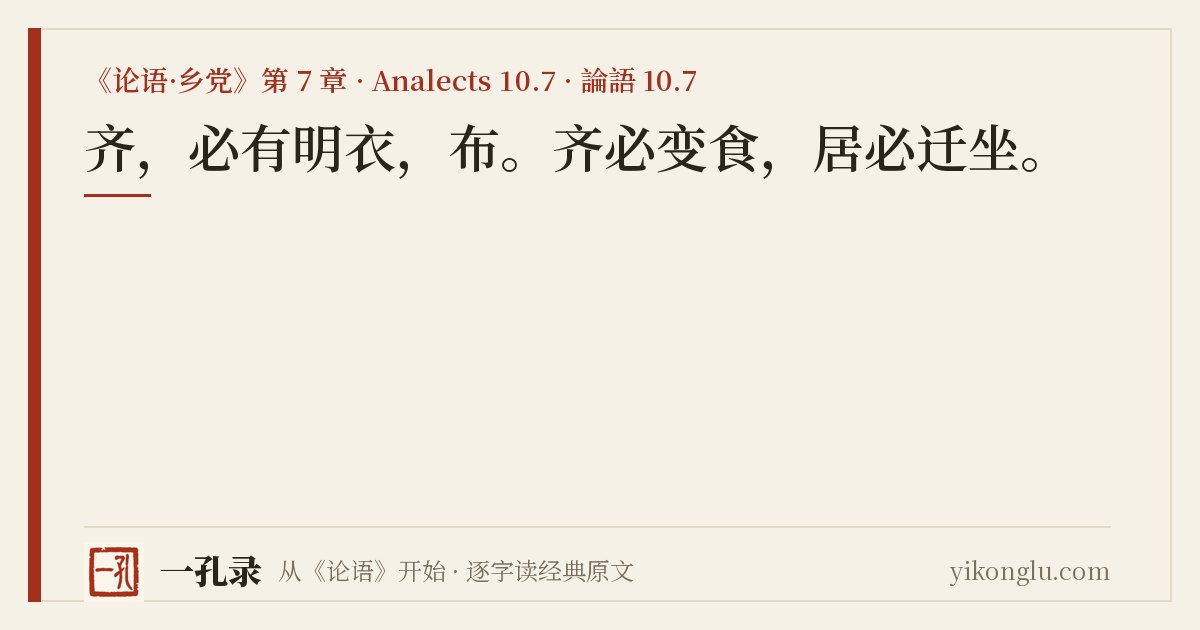 《论语·乡党》第 7 章 · Analects 10.7 · 論語 10.7
齐，必有明衣，布。齐必变食，居必迁坐。
一孔
一孔录 从《论语》开始 · 逐字读经典原文 yikonglu.com